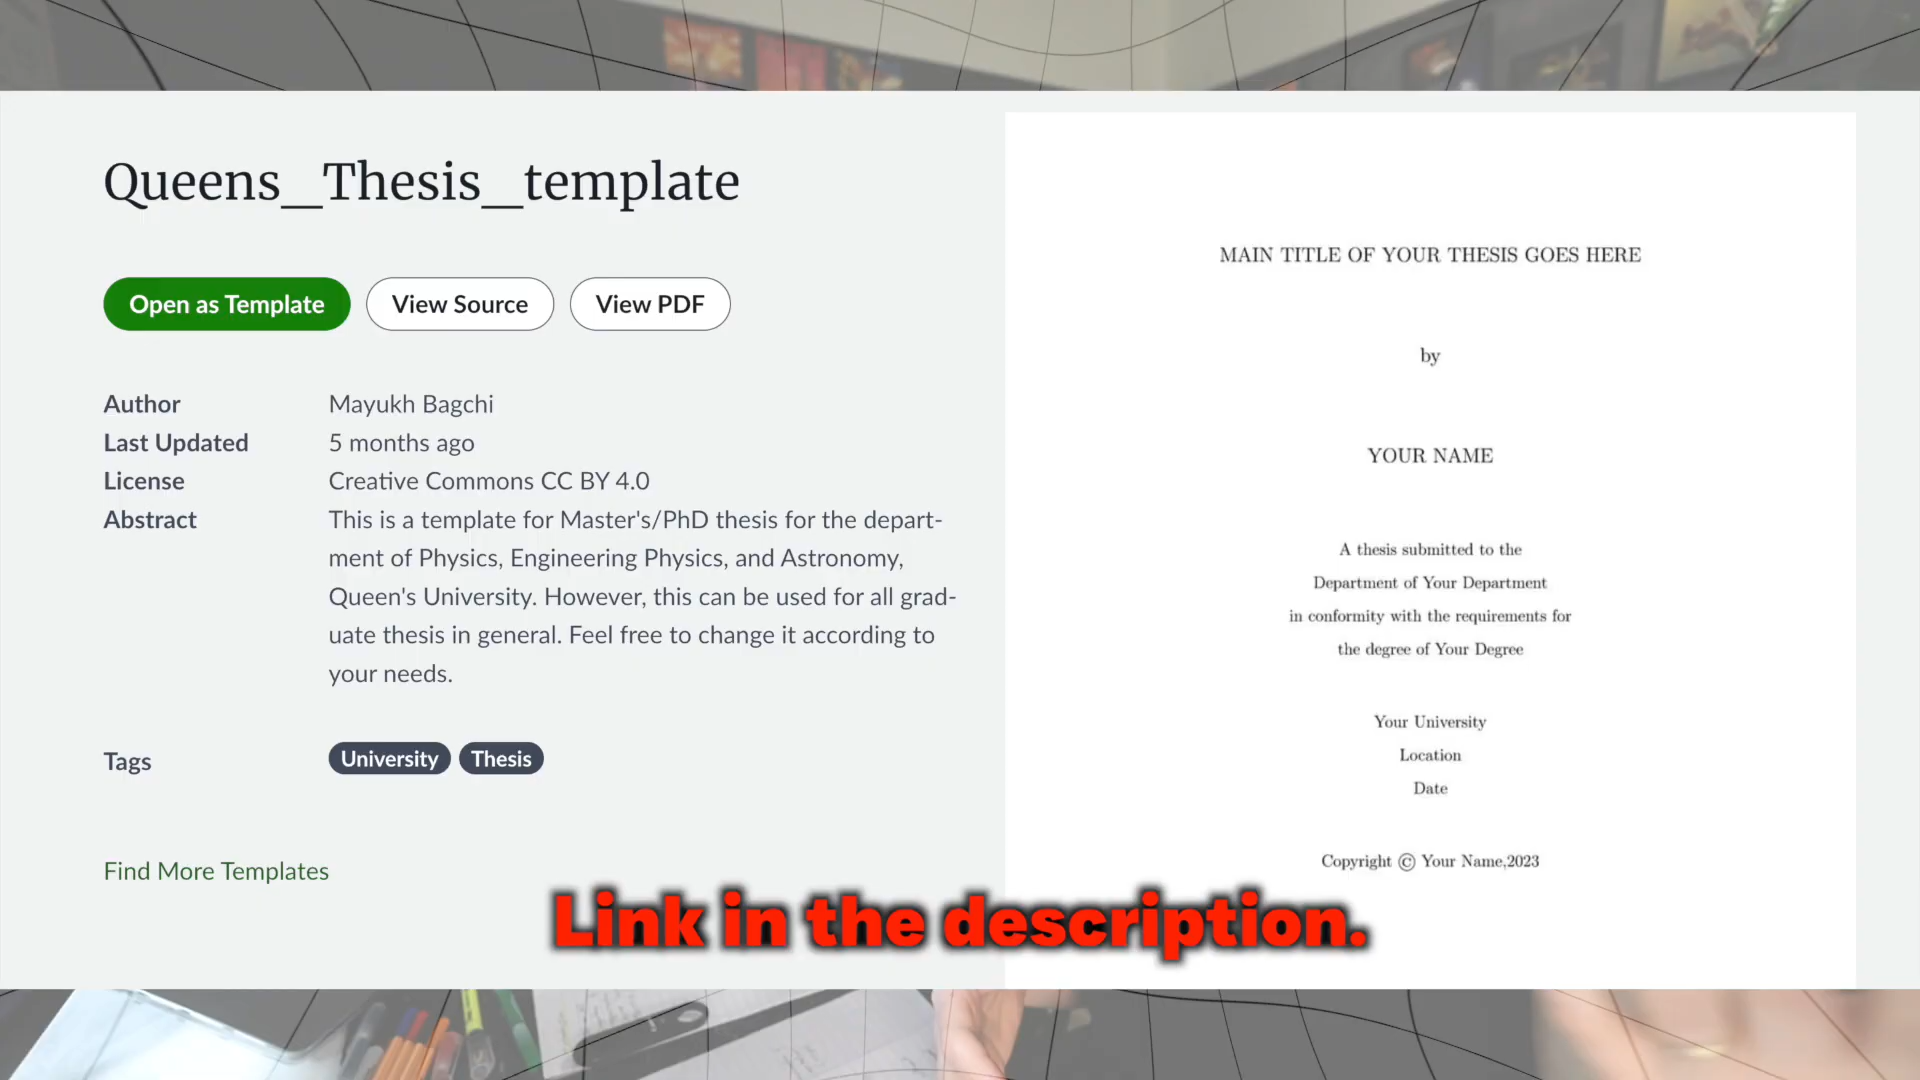 Queens_Thesis_template
Open as Template
View Source
View PDF
Author
Mayukh Bagchi
Last Updated
5 months ago
License
Creative Commons CC BY 4.0
Abstract
This is a template for Master's/PhD thesis for the depart-
ment of Physics, Engineering Physics, and Astronomy,
Queen's University. However, this can be used for all grad-
uate thesis in general. Feel free to change it according to
your needs.
Tags
University
Thesis
Find More Templates
MAIN TITLE OF YOUR THESIS GOES HERE
by
YOUR NAME
A thesis submitted to the
Department of Your Department
in conformity with the requirements for
the degree of Your Degree
Your University
Location
Date
Copyright © Your Name,2023
Link in the description.